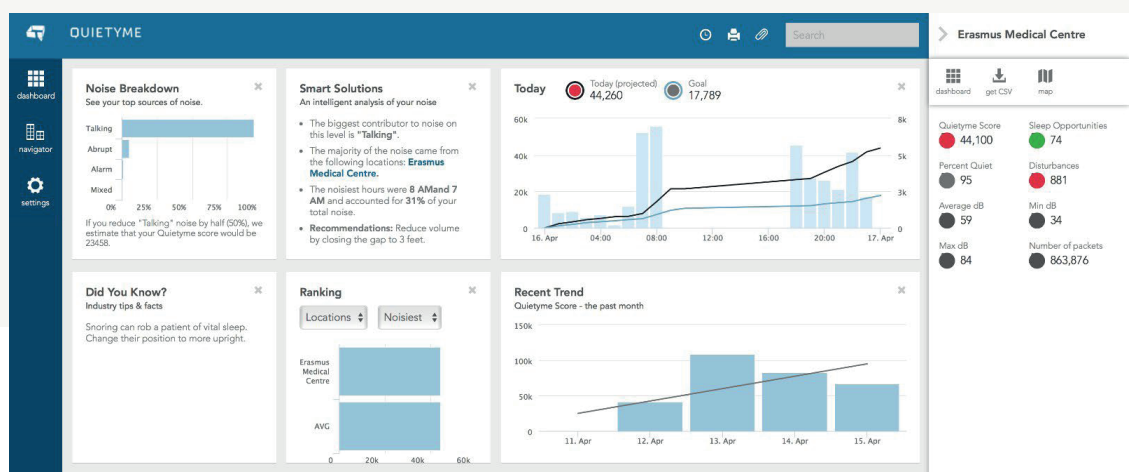 QUIETYME
Search
Erasmus Medical Centre
dashboard
navigator
settings
Noise Breakdown
See your top sources of noise.
Talking
Abrupt
Alarm
Mixed
0% 25% 50% 75% 100%
If you reduce "Talking" noise by half (50%), we
estimate that your Quietyme score would be
23458.
Smart Solutions
An intelligent analysis of your noise
• The biggest contributor to noise on
this level is "Talking".
• The majority of the noise came from
the following locations: Erasmus
Medical Centre.
• The noisiest hours were 8 AMand 7
AM and accounted for 31% of your
total noise.
• Recommendations: Reduce volume
by closing the gap to 3 feet.
Today
Today (projected)
44,260
Goal
17,789
60k 8k
40k 5k
20k 3k
0 0
16. Apr 04:00 08:00 12:00 16:00 20:00 17. Apr
dashboard get CSV map
Quietyme Score Sleep Opportunities
44,100 74
Percent Quiet Disturbances
95 881
Average dB Min dB
59 34
Max dB Number of packets
84 863,876
Did You Know?
Industry tips & facts
Snoring can rob a patient of vital sleep.
Change their position to more upright.
Ranking
Locations Noisiest
Erasmus
Medical
Centre
AVG
0 20k 40k 60k
Recent Trend
Quietyme Score - the past month
150k
100k
50k
0
11. Apr 12. Apr 13. Apr 14. Apr 15. Apr